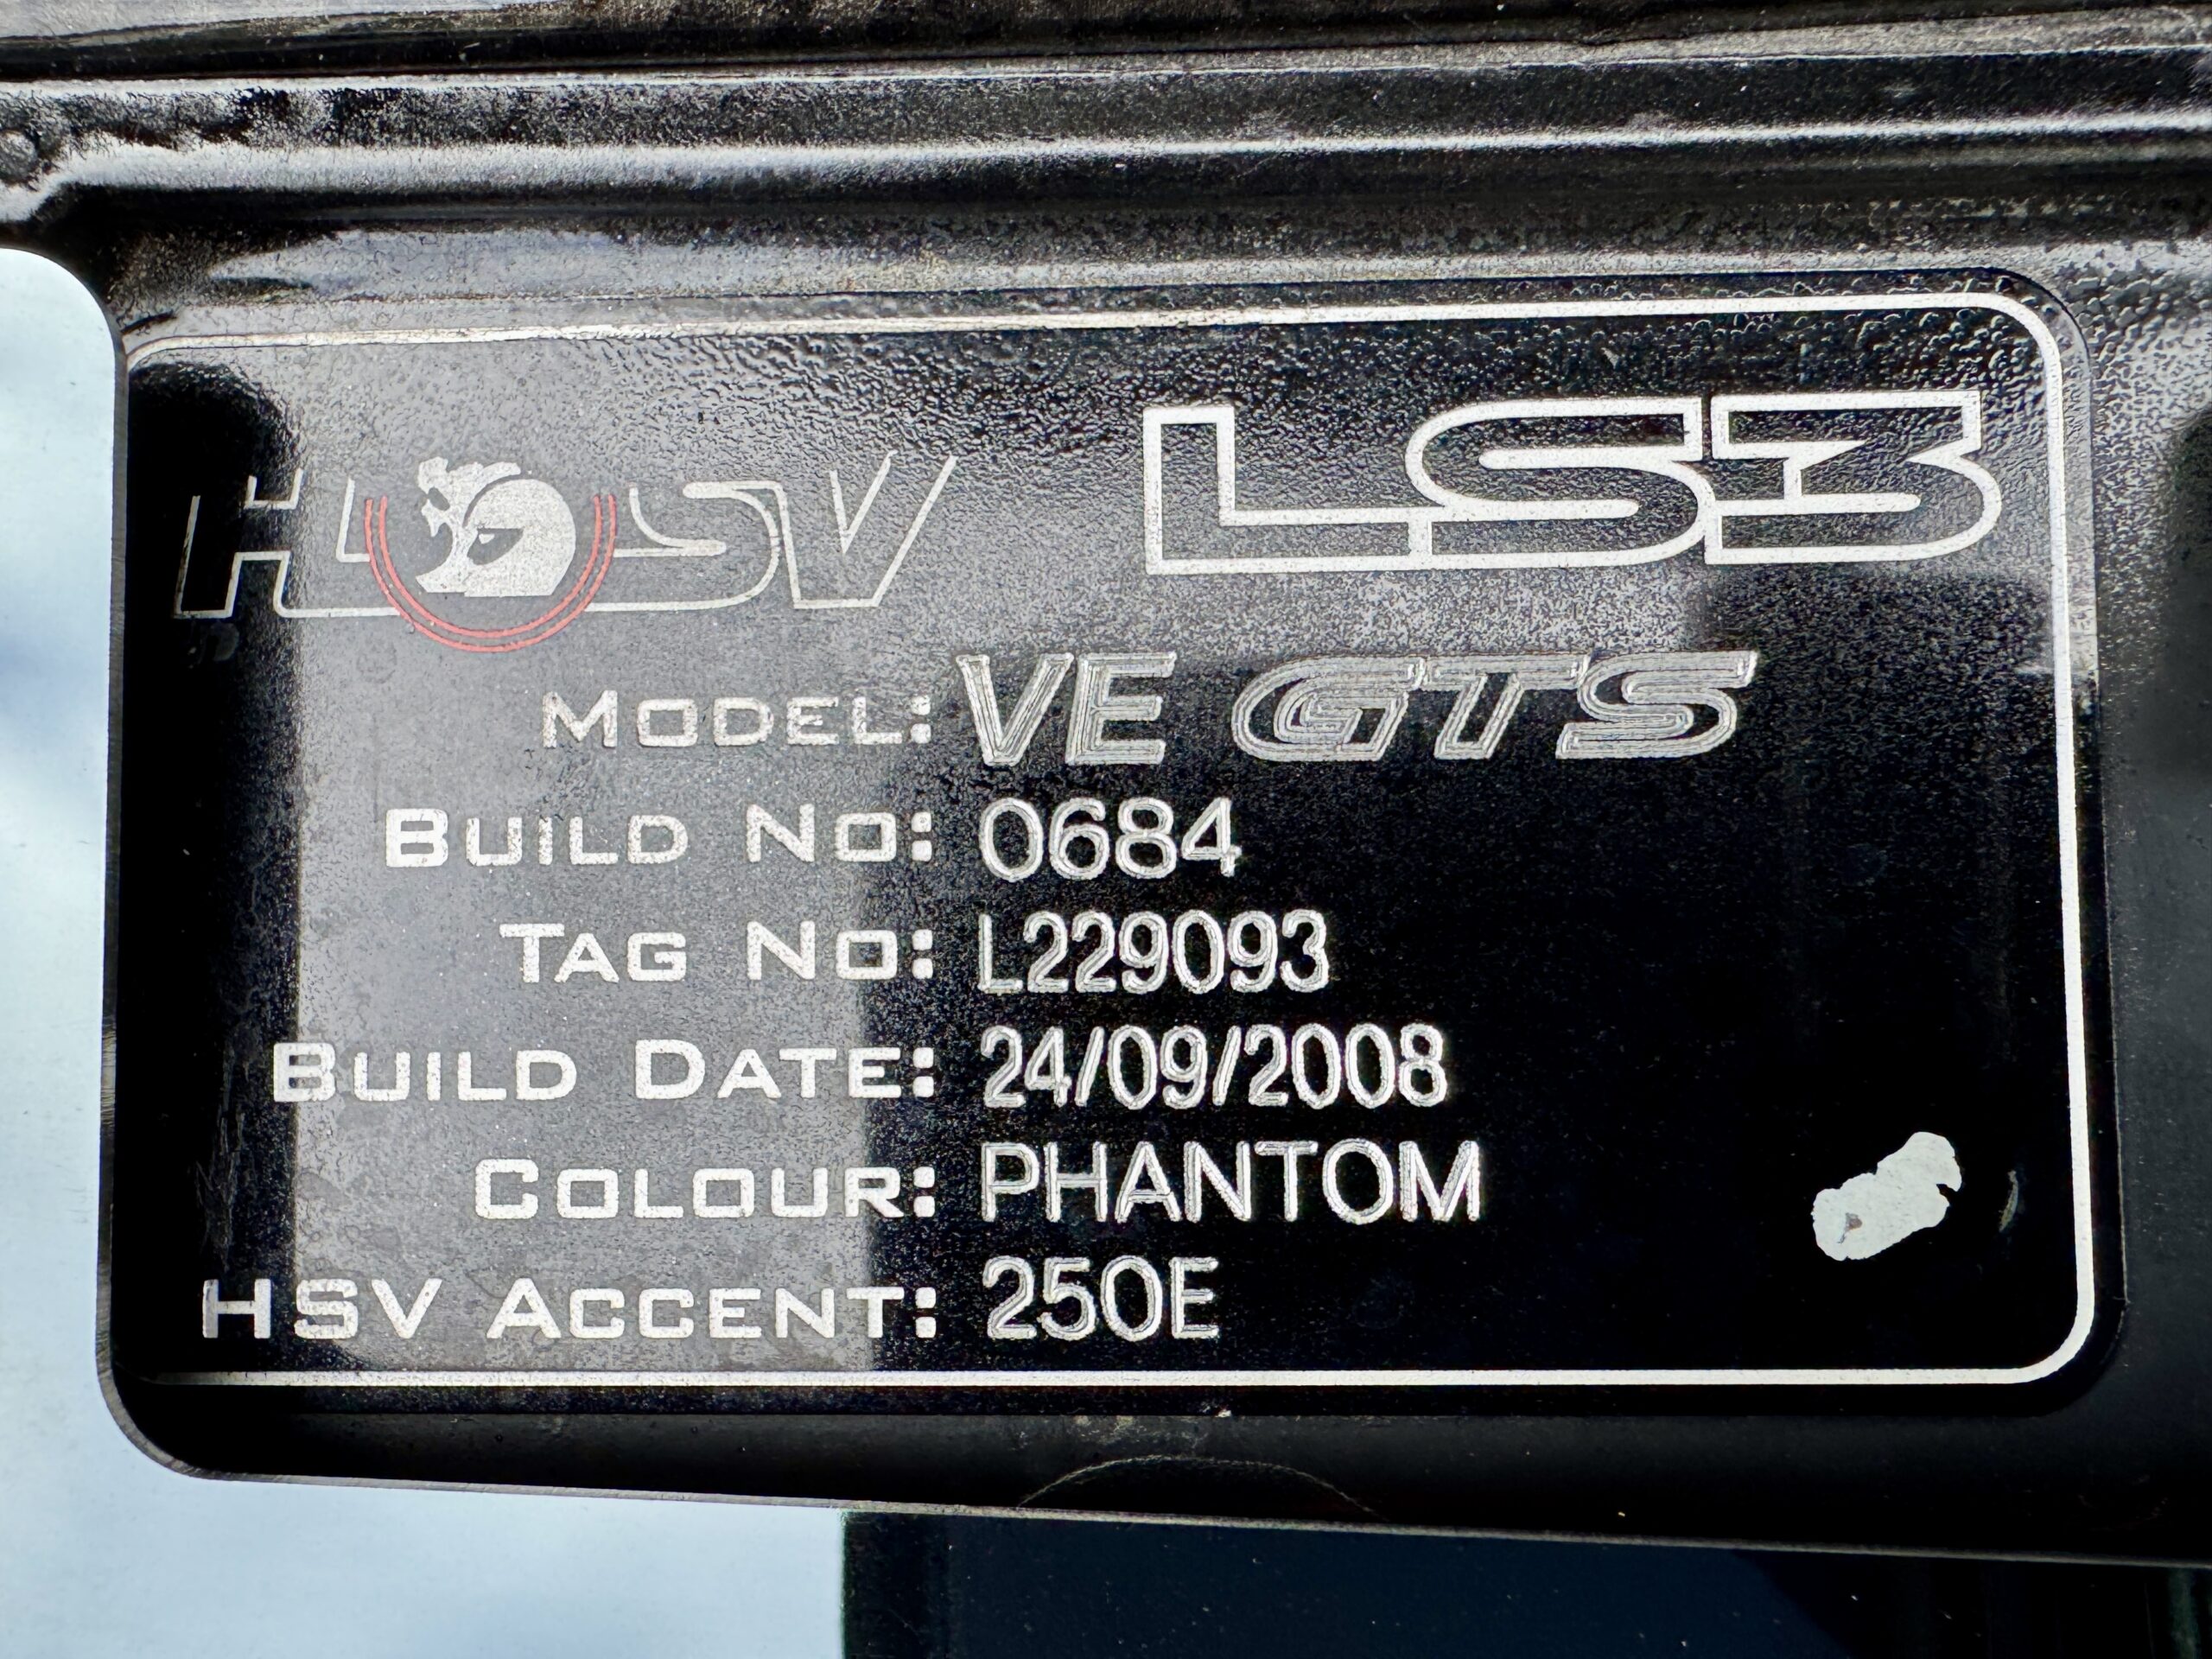 HSV LS3
MODEL: VE GTS
BUILD NO: 0684
TAG NO: L229093
BUILD DATE: 24/09/2008
COLOUR: PHANTOM
HSV ACCENT: 250E